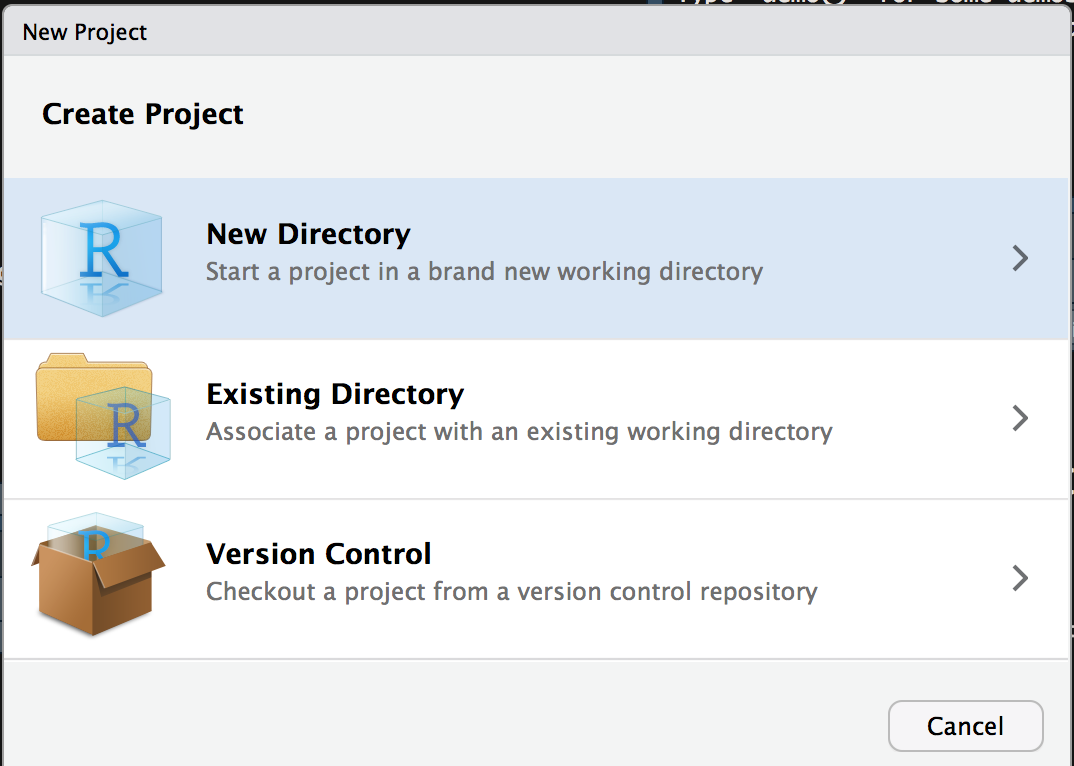 New Project
Create Project
R
New Directory
Start a project in a brand new working directory
R
Existing Directory
Associate a project with an existing working directory
R
Version Control
Checkout a project from a version control repository
Cancel